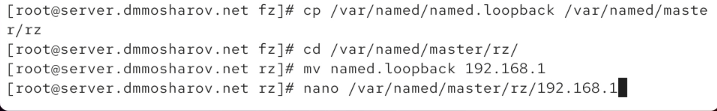 [root@server.dmmosharov.net fz]# cp /var/named/named.loopback /var/named/maste
r/rz
[root@server.dmmosharov.net fz]# cd /var/named/master/rz/
[root@server.dmmosharov.net rz]# mv named.loopback 192.168.1
[root@server.dmmosharov.net rz]# nano /var/named/master/rz/192.168.1